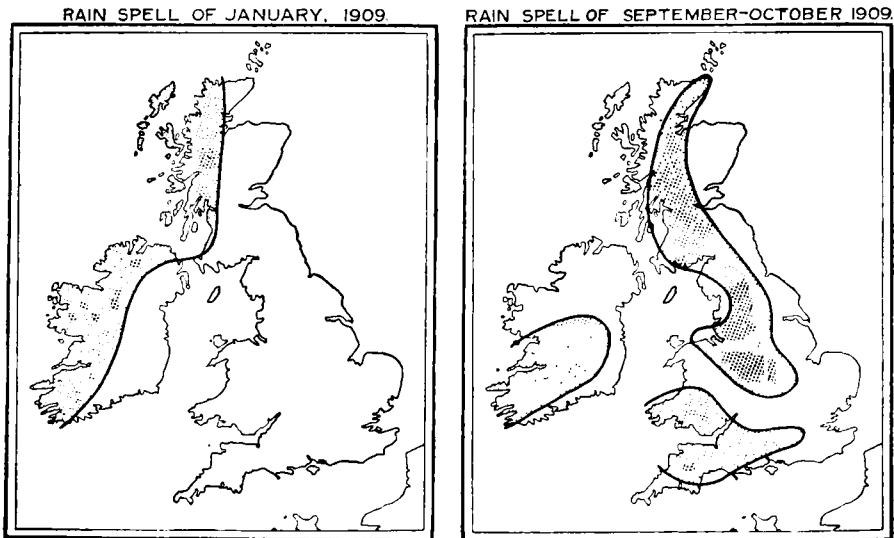 RAIN SPELL OF JANUARY, 1909.
RAIN SPELL OF SEPTEMBER-OCTOBER 1909.